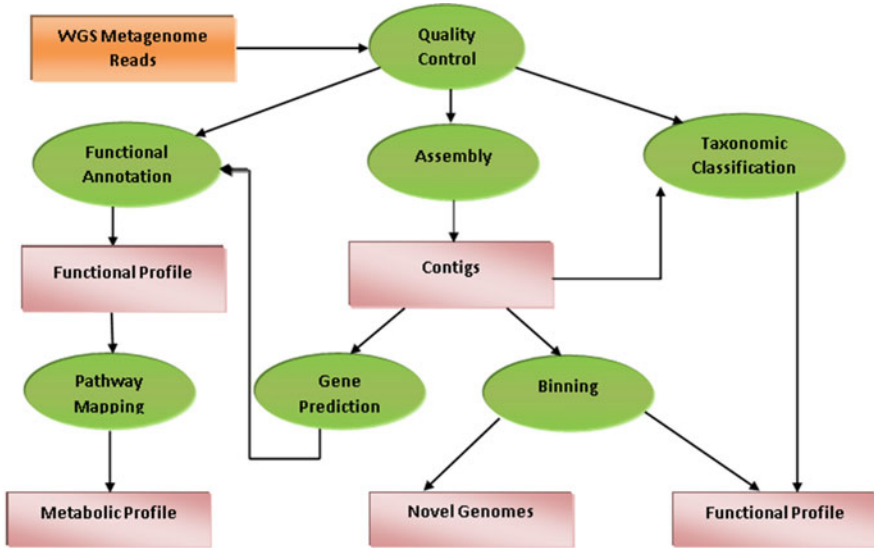 WGS Metagenome
Reads
Quality
Control
Functional
Annotation
Assembly
Taxonomic
Classification
Functional Profile
Contigs
Pathway
Mapping
Gene
Prediction
Binning
Metabolic Profile
Novel Genomes
Functional Profile